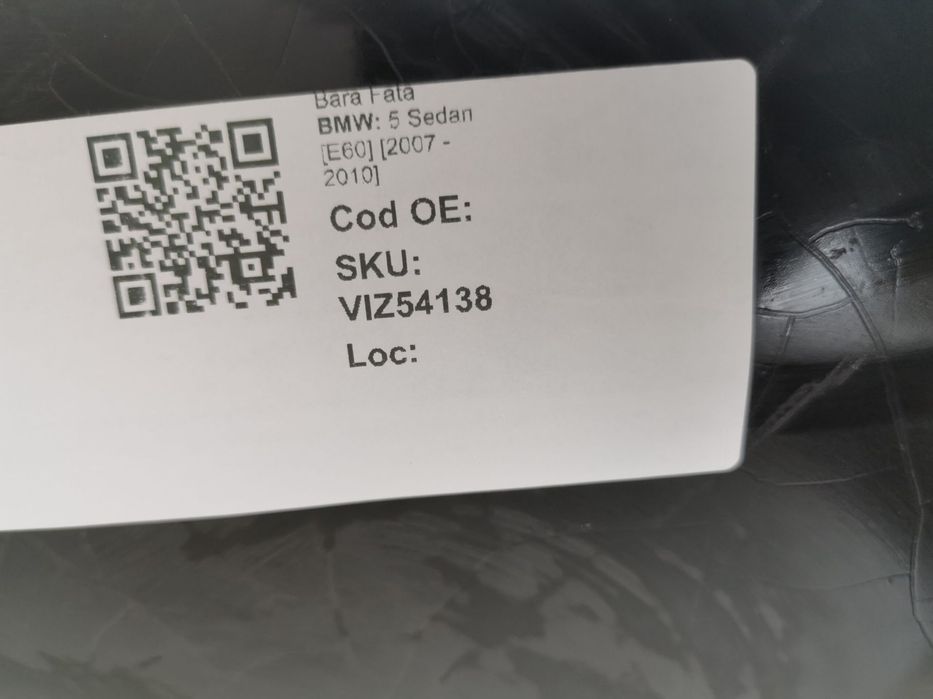 Bara Fata
BMW: 5 Sedan
[E60] [2007 -
2010]
Cod OE:
SKU:
VIZ54138
Loc: